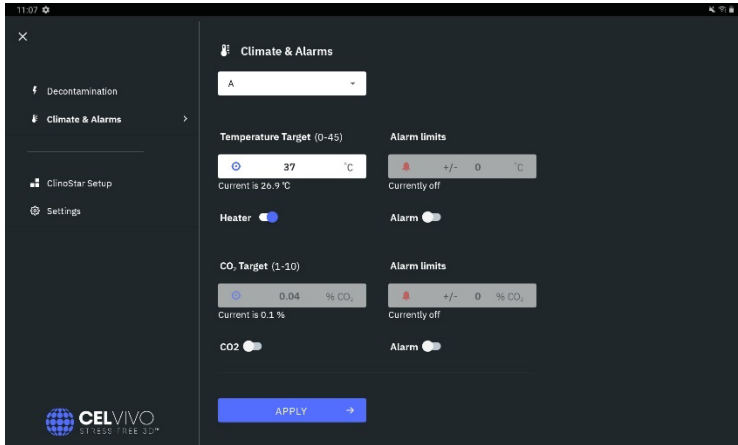 11:07
Climate & Alarms
A
Decontamination
Climate & Alarms
ClinoStar Setup
Settings
Temperature Target (0-45)
Alarm limits
37 °C
+/- 0 °C
Current is 26.9 °C
Currently off
Heater
Alarm
CO₂ Target (1-10)
Alarm limits
0.04 % CO₂
+/- 0 % CO₂
Current is 0.1 %
Currently off
CO2
Alarm
APPLY
CELVIVO
STRESS FREE 3D™